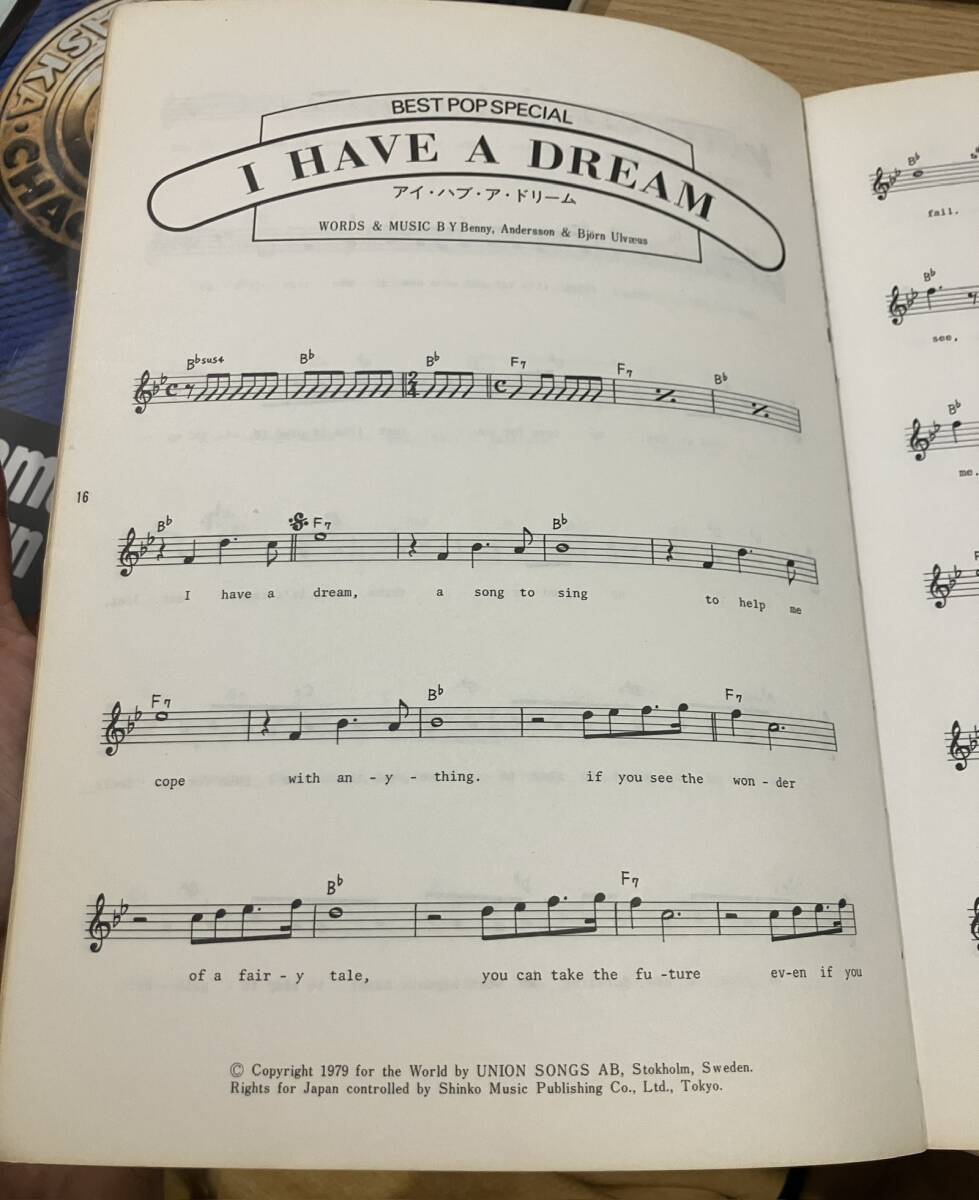 BEST POP SPECIAL
I HAVE A DREAM
アイ・ハブ・ア・ドリーム
WORDS & MUSIC B Y Benny, Andersson & Björn Ulvæus
B♭sus4 B♭ B♭ F7 F7 B♭
C 2/4 C
16
B♭ F7 B♭
I have a dream, a song to sing to help me
F7 B♭ F7
cope with an - y - thing. if you see the won - der
B♭ F7
of a fair - y tale, you can take the fu -ture ev-en if you
© Copyright 1979 for the World by UNION SONGS AB, Stokholm, Sweden.
Rights for Japan controlled by Shinko Music Publishing Co., Ltd., Tokyo.
B♭
fall.
B♭
see,
B♭
me.
SKA·CHA